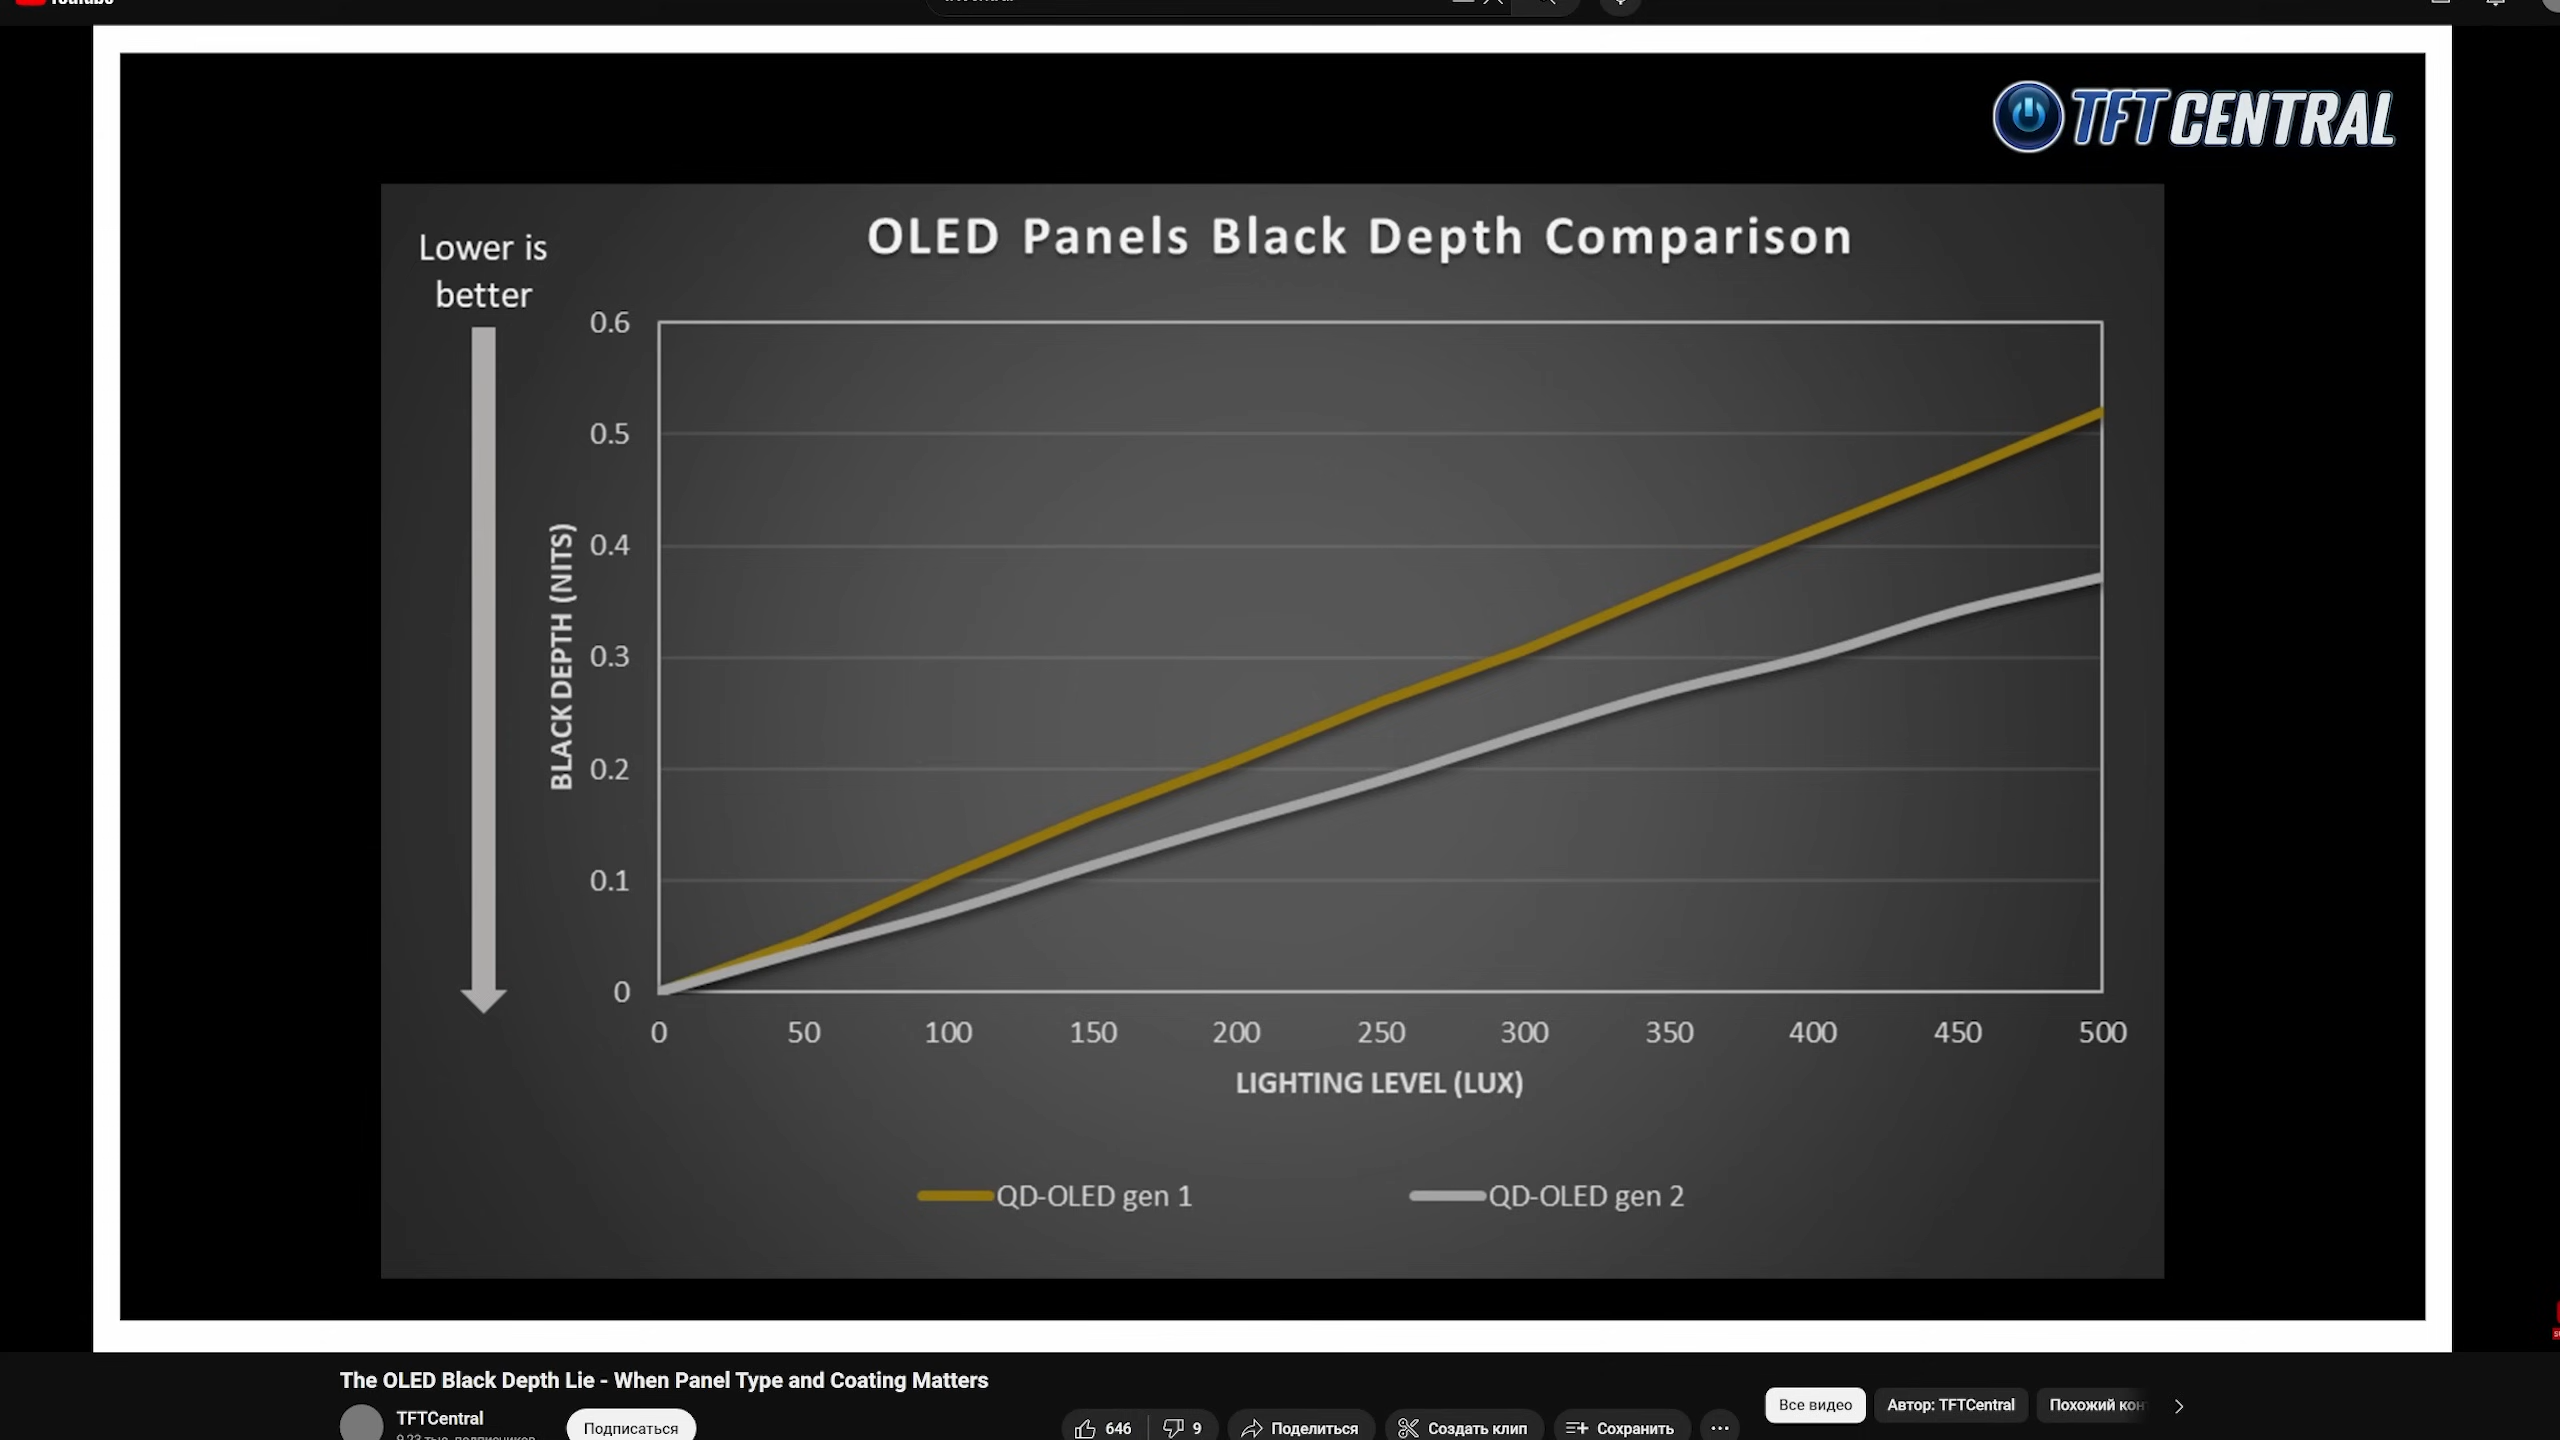 TFTCENTRAL
OLED Panels Black Depth Comparison
Lower is
better
0.6
0.5
0.4
0.3
0.2
0.1
0
BLACK DEPTH (NITS)
0 50 100 150 200 250 300 350 400 450 500
LIGHTING LEVEL (LUX)
QD-OLED gen 1 QD-OLED gen 2
The OLED Black Depth Lie - When Panel Type and Coating Matters
TFTCentral
Подписаться
646
9
Поделиться
Создать клип
Сохранить
Все видео
Автор: TFTCentral
Похожий